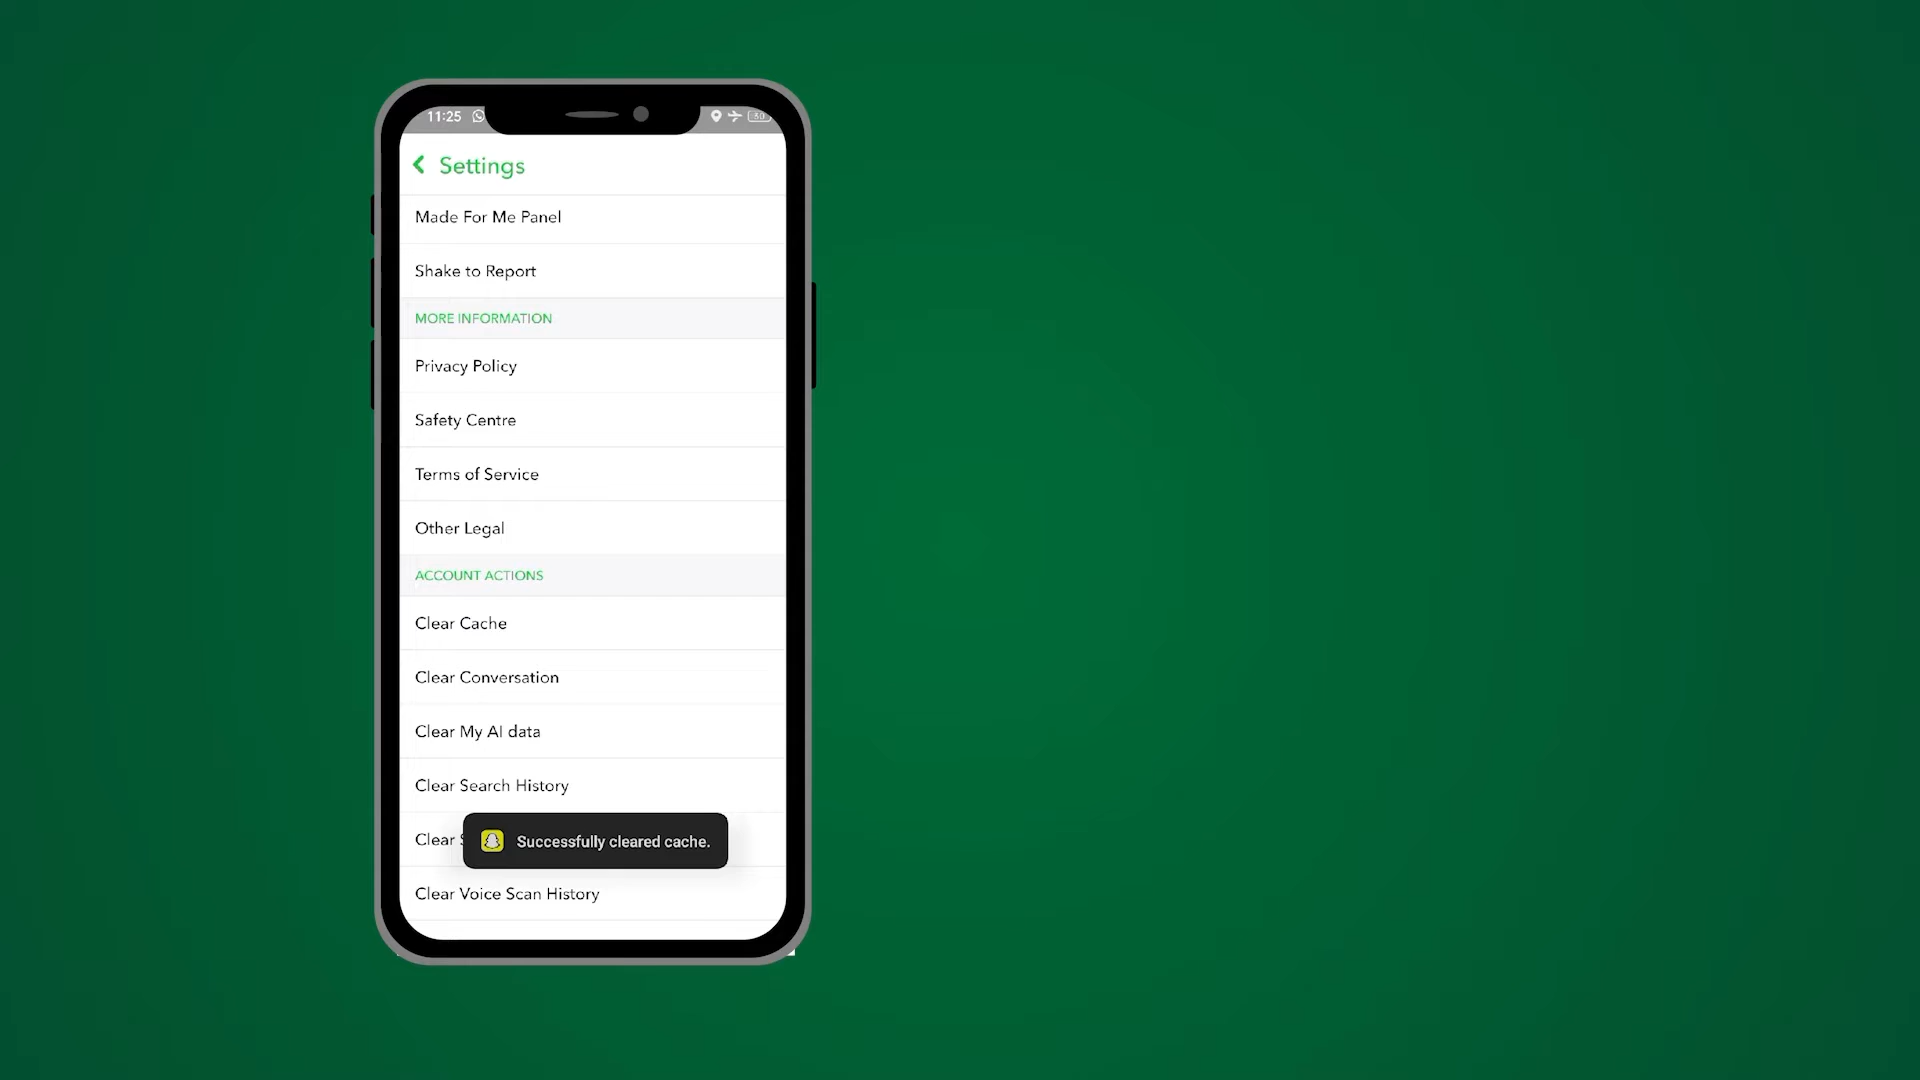 11:25
30
Settings
Made For Me Panel
Shake to Report
MORE INFORMATION
Privacy Policy
Safety Centre
Terms of Service
Other Legal
ACCOUNT ACTIONS
Clear Cache
Clear Conversation
Clear My AI data
Clear Search History
Clear
Successfully cleared cache.
Clear Voice Scan History